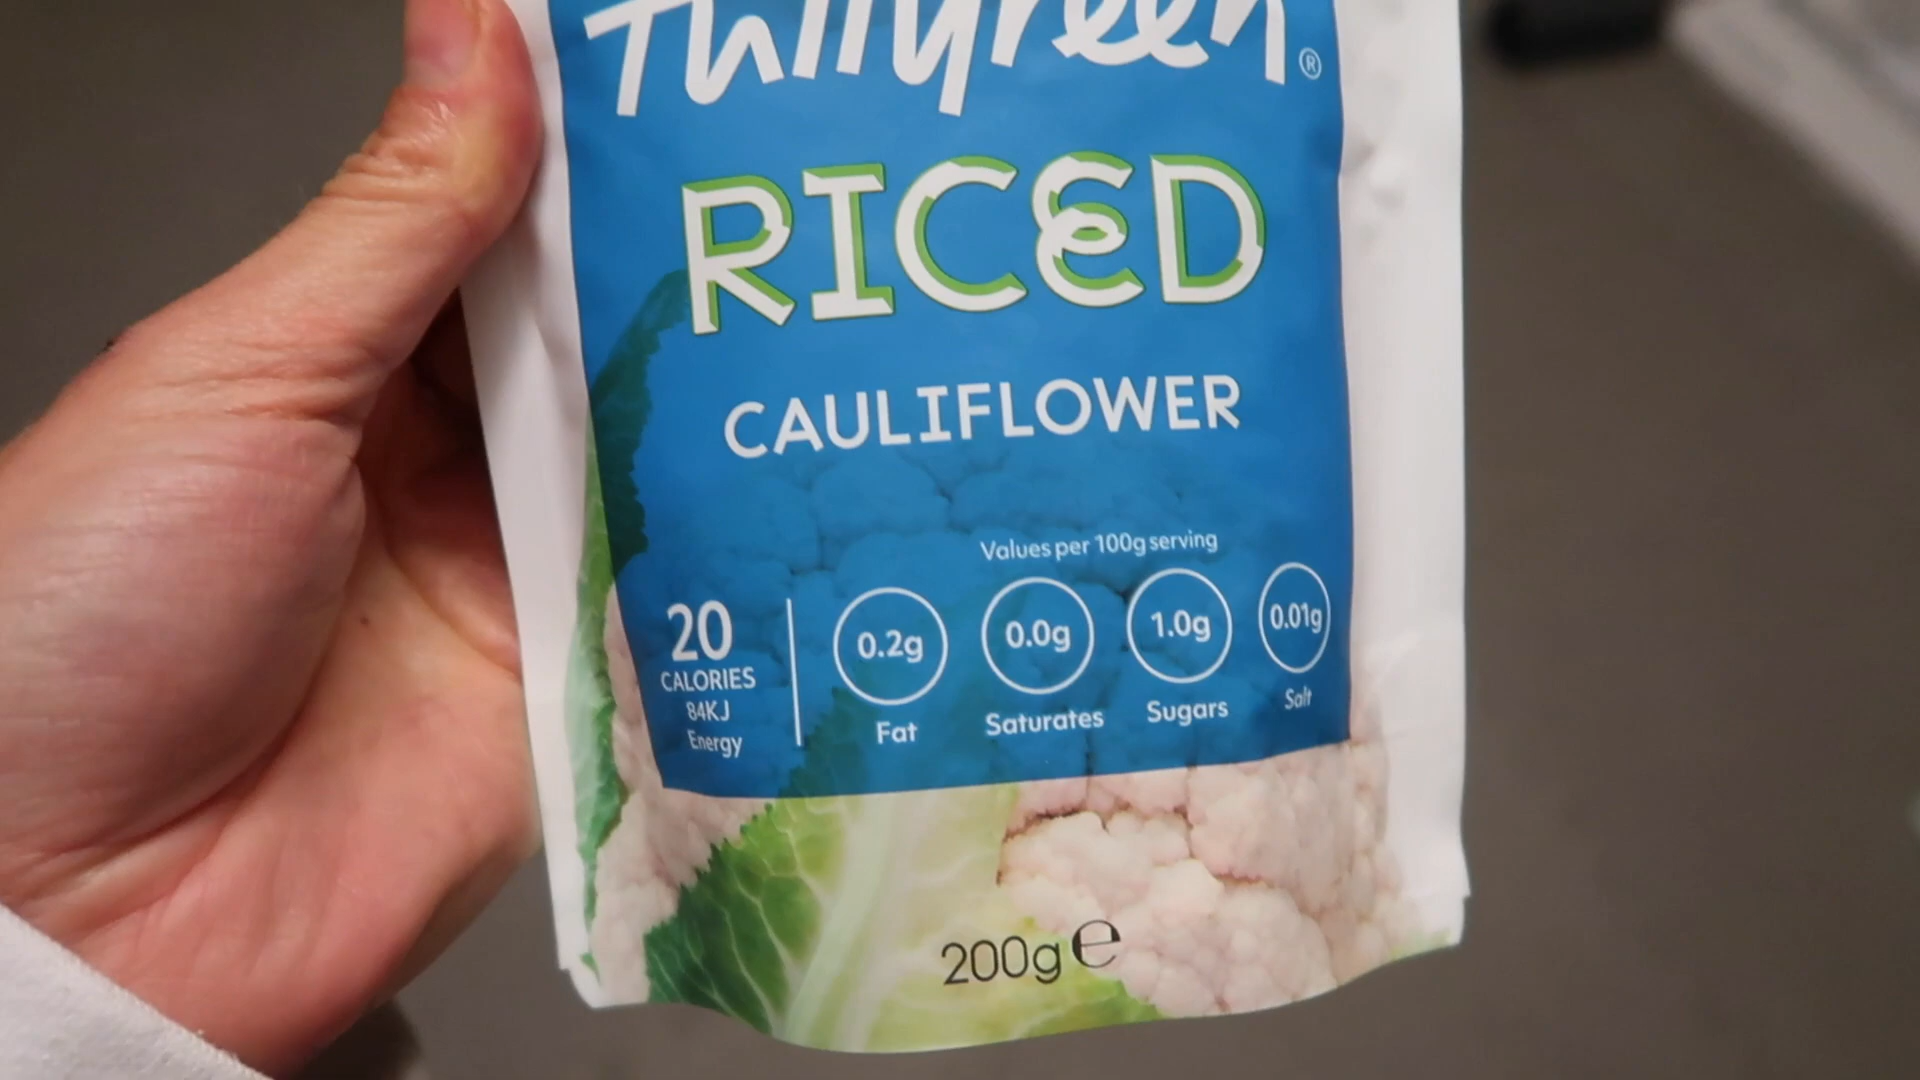 fullgreen®
RICED
CAULIFLOWER
Values per 100g serving
20
CALORIES
84KJ
Energy
0.2g
Fat
0.0g
Saturates
1.0g
Sugars
0.01g
Salt
200g e